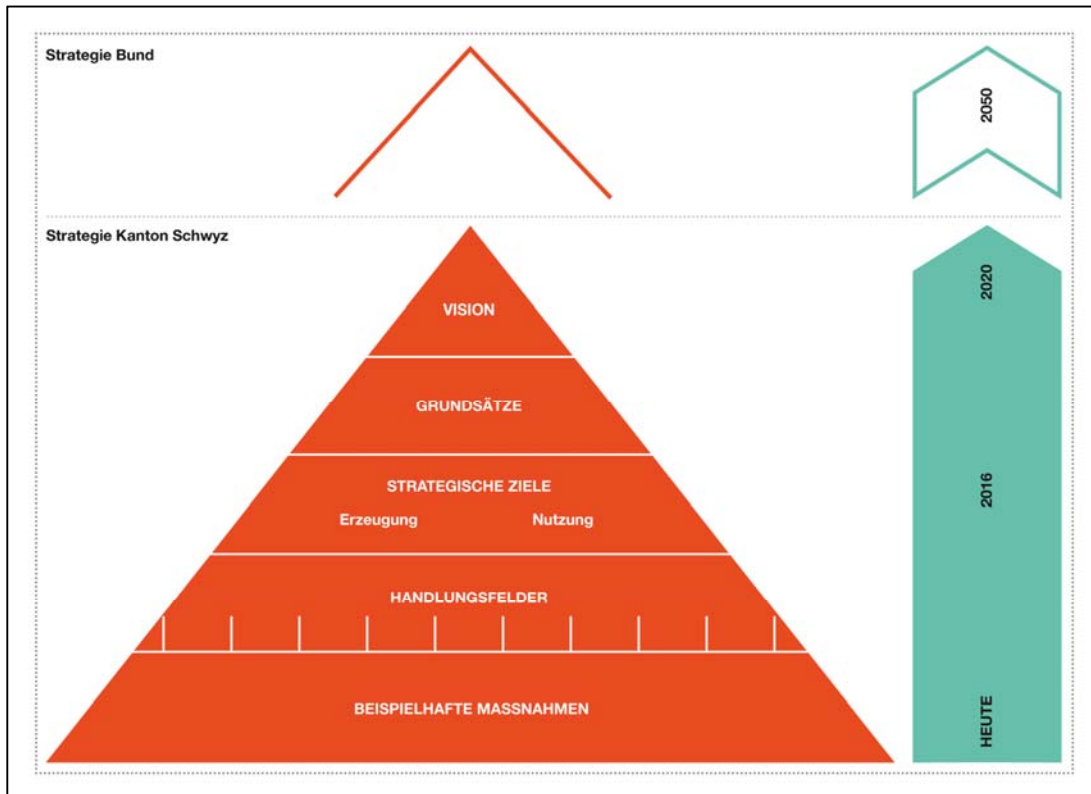 Strategie Bund
2050
Strategie Kanton Schwyz
2020
VISION
GRUNDSÄTZE
STRATEGISCHE ZIELE
Erzeugung Nutzung
2016
HANDLUNGSFELDER
BEISPIELHAFTE MASSNAHMEN
HEUTE